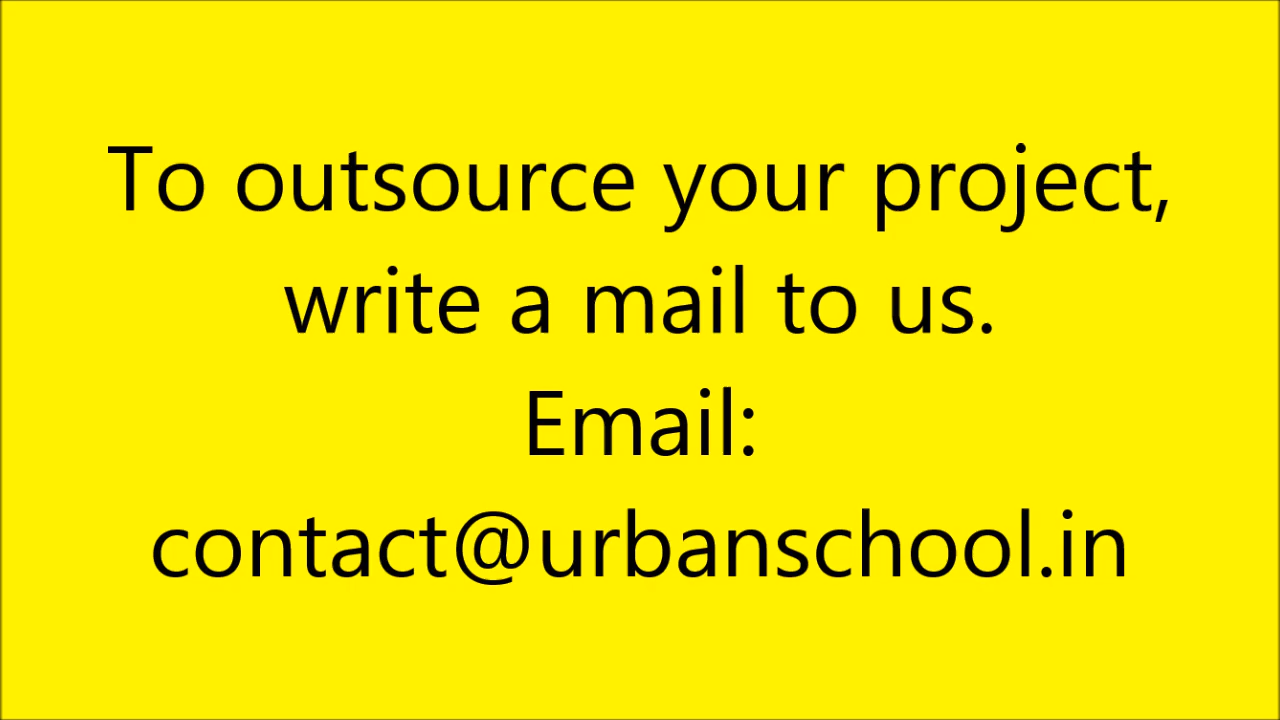 To outsource your project,
write a mail to us.
Email:
contact@urbanschool.in